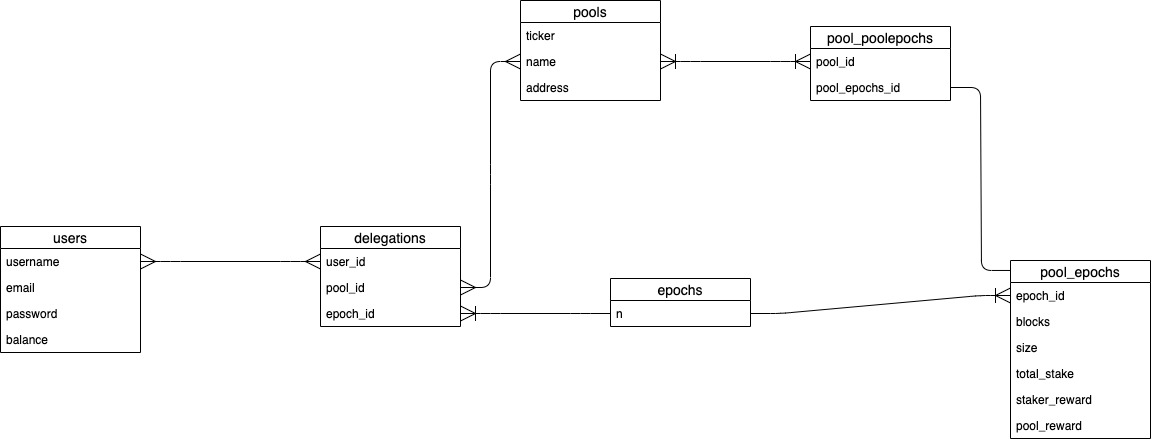 pools
ticker
name
address
pool_poolepochs
pool_id
pool_epochs_id
users
username
email
password
balance
delegations
user_id
pool_id
epoch_id
epochs
n
pool_epochs
epoch_id
blocks
size
total_stake
staker_reward
pool_reward